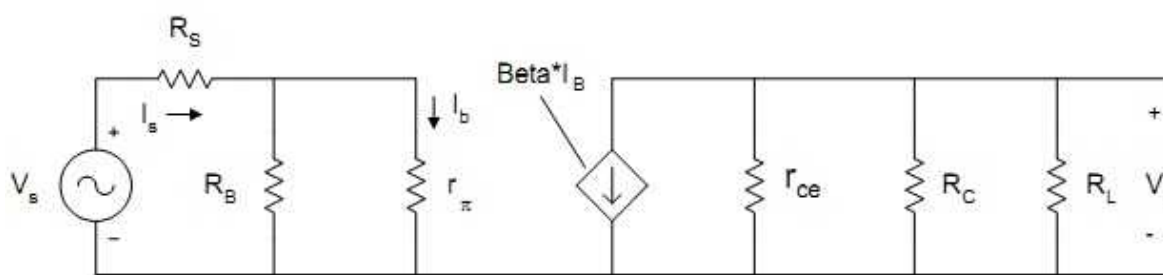 R_S
I_s
+
V_s
−
R_B
I_b
r_π
Beta*I_B
r_ce
R_C
R_L
+
V
-